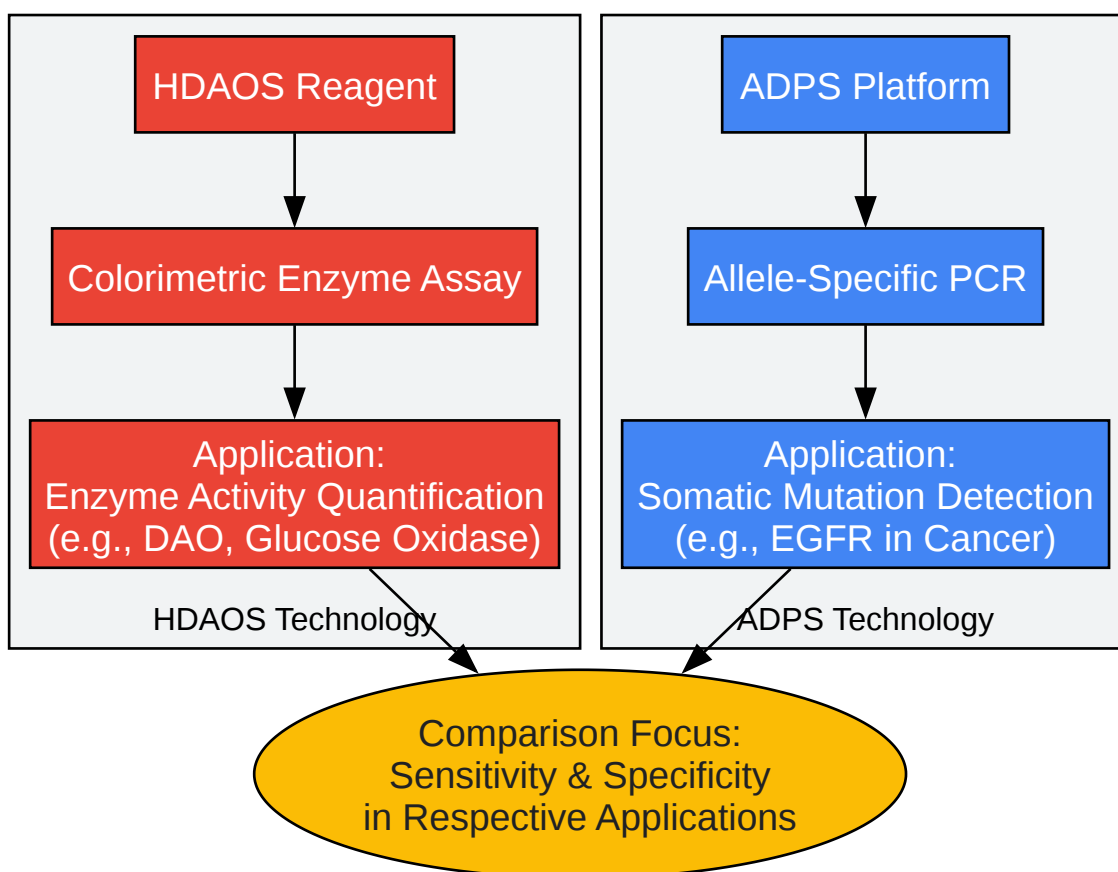 HDAOS Reagent
Colorimetric Enzyme Assay
Application:
Enzyme Activity Quantification
(e.g., DAO, Glucose Oxidase)
HDAOS Technology
ADPS Platform
Allele-Specific PCR
Application:
Somatic Mutation Detection
(e.g., EGFR in Cancer)
ADPS Technology
Comparison Focus:
Sensitivity & Specificity
in Respective Applications